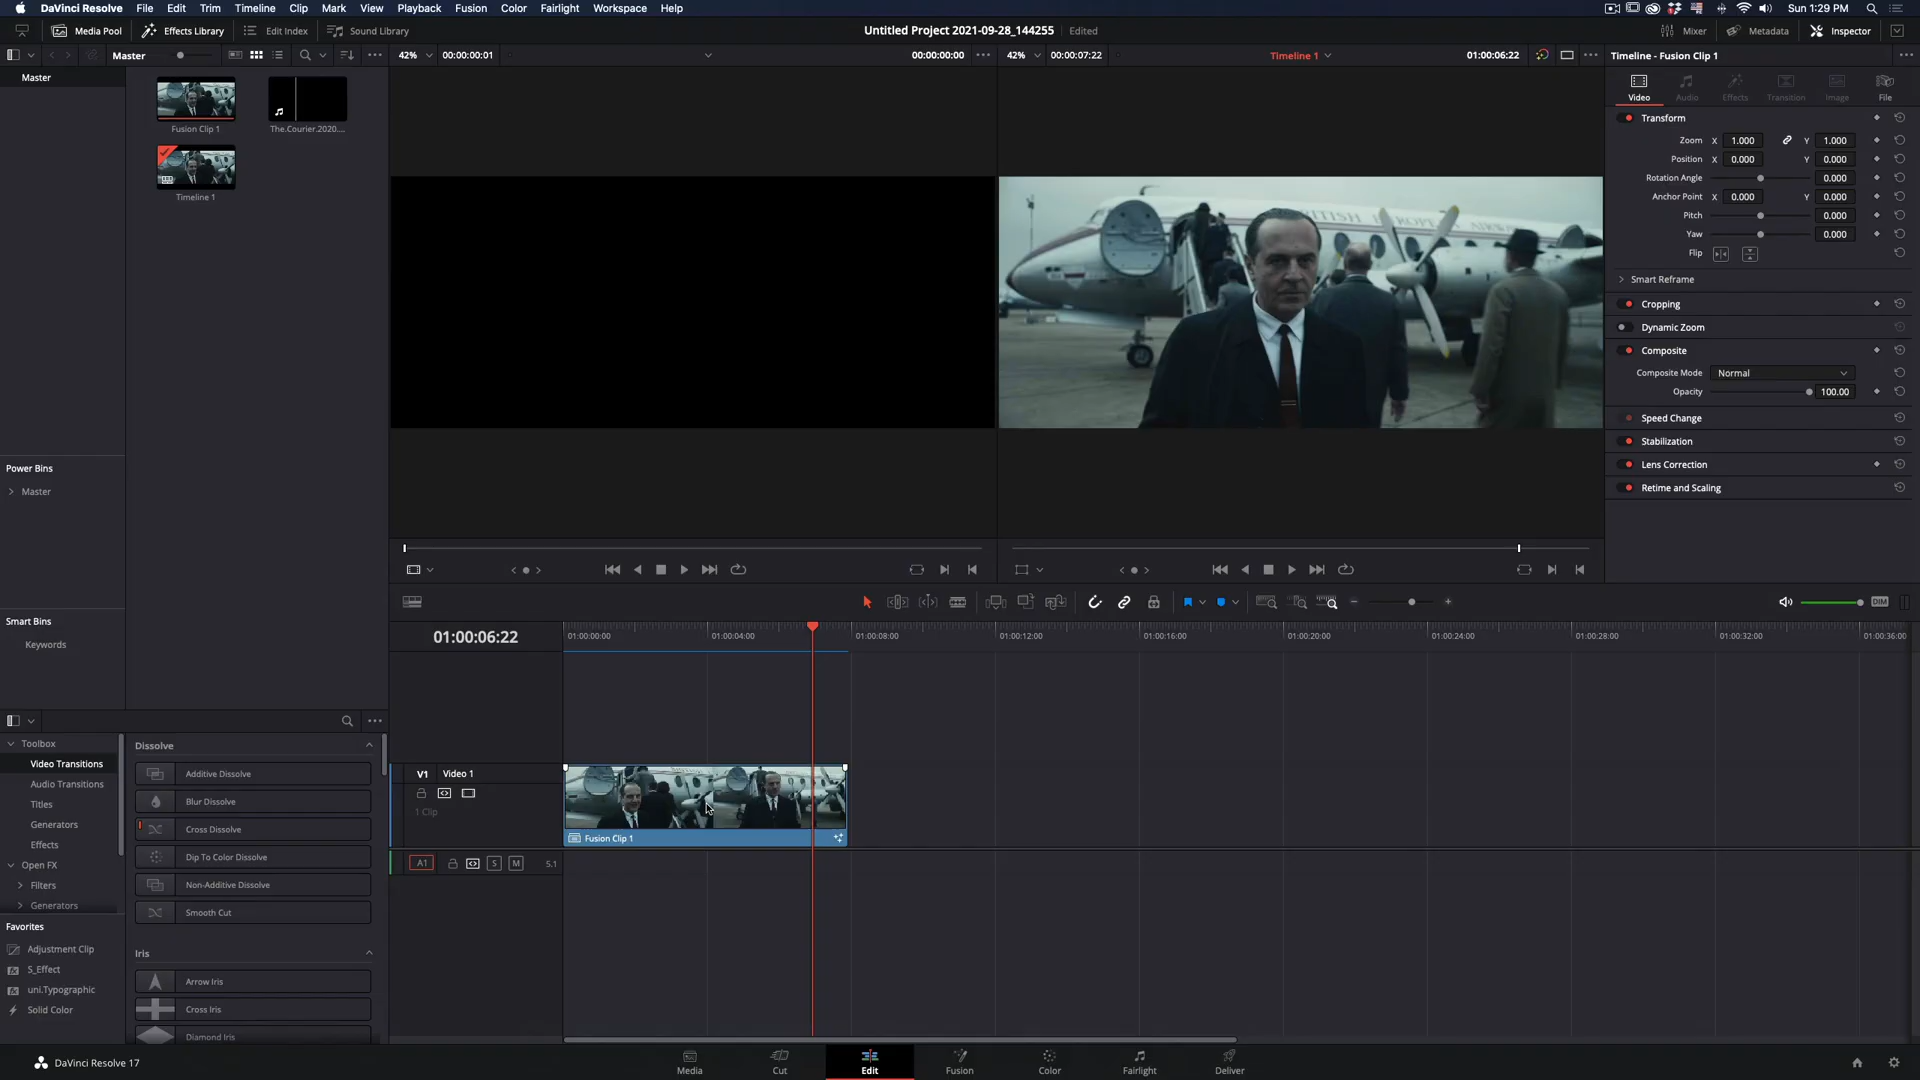 DaVinci Resolve File Edit Trim Timeline Clip Mark View Playback Fusion Color Fairlight Workspace Help Sun 1:29 PM
Media Pool Effects Library Edit Index Sound Library Untitled Project 2021-09-28_144255 Edited Mixer Metadata Inspector
Master 42% 00:00:00:01 00:00:00:00 42% 00:00:07:22 Timeline 1 01:00:06:22 Timeline - Fusion Clip 1
Master
Fusion Clip 1
The.Courier.2020....
Timeline 1
Power Bins
Master
Smart Bins
Keywords
BRITISH EUROPEAN AIRWAYS
Video Audio Effects Transition Image File
Transform
Zoom X 1.000 Y 1.000
Position X 0.000 Y 0.000
Rotation Angle 0.000
Anchor Point X 0.000 Y 0.000
Pitch 0.000
Yaw 0.000
Flip
Smart Reframe
Cropping
Dynamic Zoom
Composite
Composite Mode Normal
Opacity 100.00
Speed Change
Stabilization
Lens Correction
Retime and Scaling
DIM
01:00:06:22
01:00:00:00 01:00:04:00 01:00:08:00 01:00:12:00 01:00:16:00 01:00:20:00 01:00:24:00 01:00:28:00 01:00:32:00 01:00:36:00
V1 Video 1
1 Clip
Fusion Clip 1
A1 S M 5.1
Toolbox
Video Transitions
Audio Transitions
Titles
Generators
Effects
Open FX
Filters
Generators
Favorites
Adjustment Clip
S_Effect
uni.Typographic
Solid Color
Dissolve
Additive Dissolve
Blur Dissolve
Cross Dissolve
Dip To Color Dissolve
Non-Additive Dissolve
Smooth Cut
Iris
Arrow Iris
Cross Iris
Diamond Iris
DaVinci Resolve 17
Media Cut Edit Fusion Color Fairlight Deliver